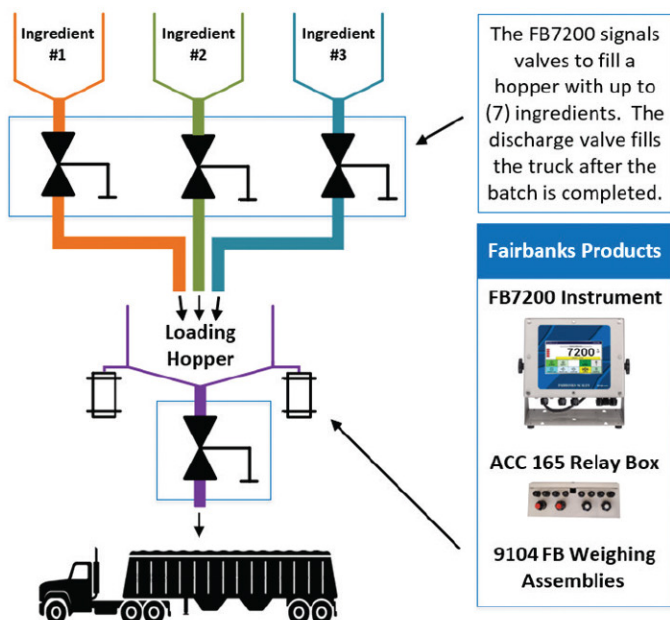 Ingredient
#1
Ingredient
#2
Ingredient
#3
The FB7200 signals
valves to fill a
hopper with up to
(7) ingredients. The
discharge valve fills
the truck after the
batch is completed.
Loading
Hopper
Fairbanks Products
FB7200 Instrument
7200
ACC 165 Relay Box
9104 FB Weighing
Assemblies